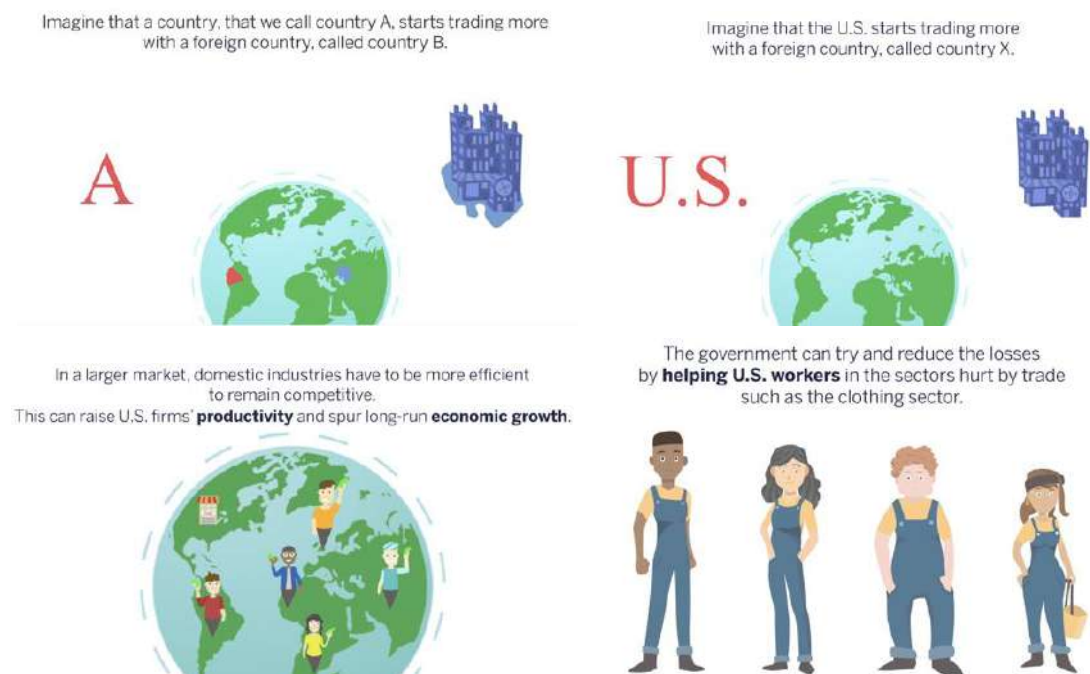 Imagine that a country, that we call country A, starts trading more
with a foreign country, called country B.
A
Imagine that the U.S. starts trading more
with a foreign country, called country X.
U.S.
In a larger market, domestic industries have to be more efficient
to remain competitive.
This can raise U.S. firms' productivity and spur long-run economic growth.
The government can try and reduce the losses
by helping U.S. workers in the sectors hurt by trade
such as the clothing sector.